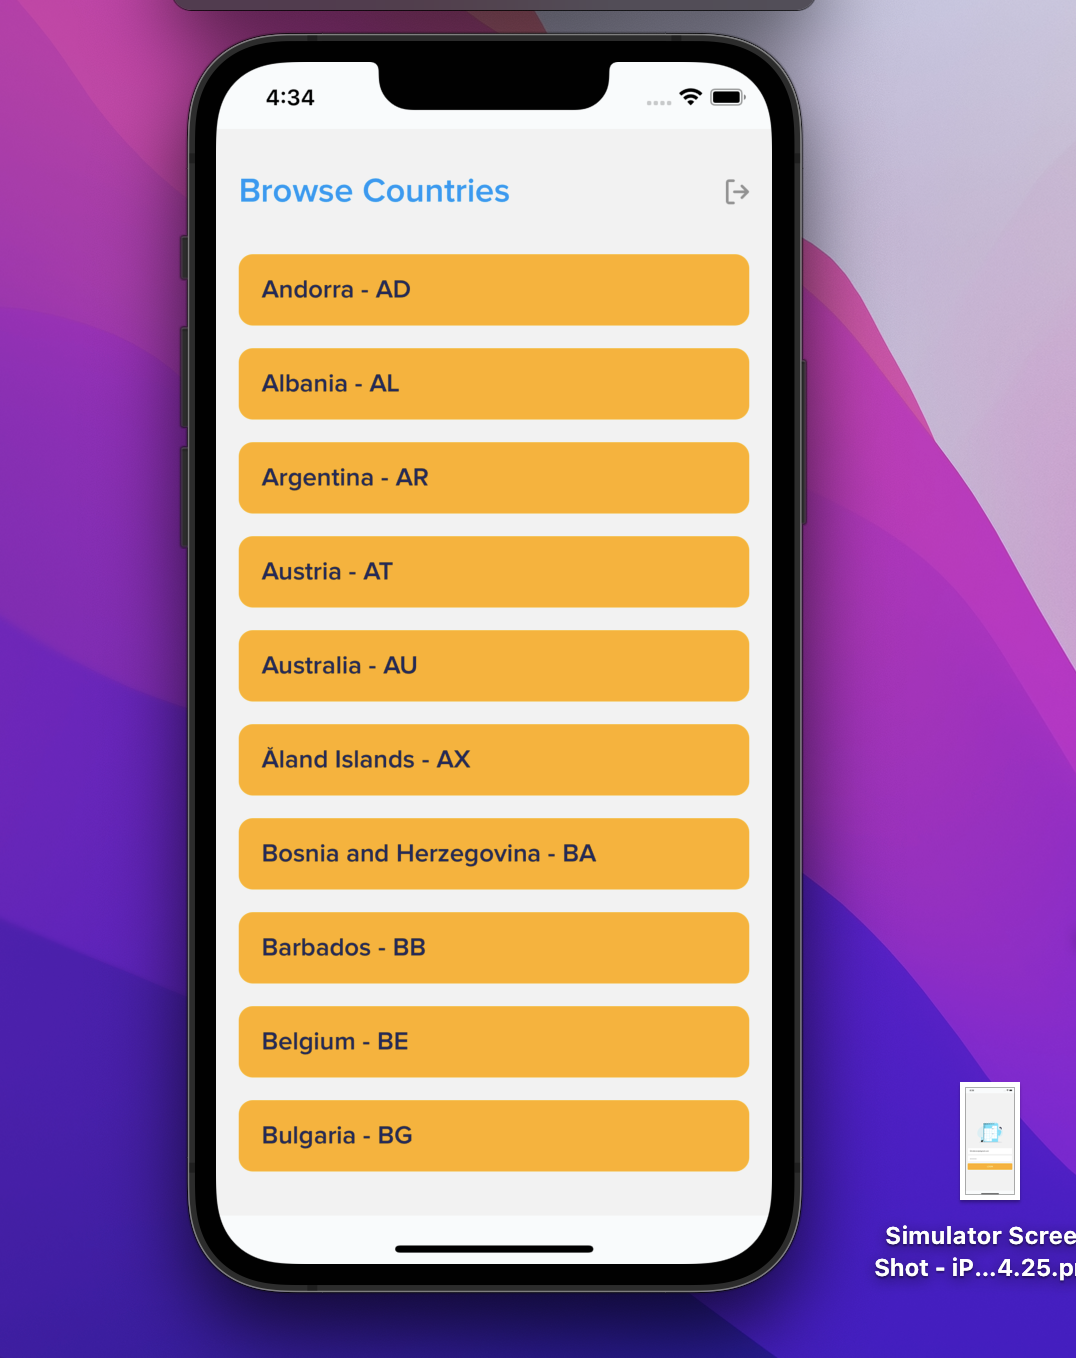 4:34
Browse Countries
Andorra - AD
Albania - AL
Argentina - AR
Austria - AT
Australia - AU
Åland Islands - AX
Bosnia and Herzegovina - BA
Barbados - BB
Belgium - BE
Bulgaria - BG
Simulator Scree
Shot - iP...4.25.p